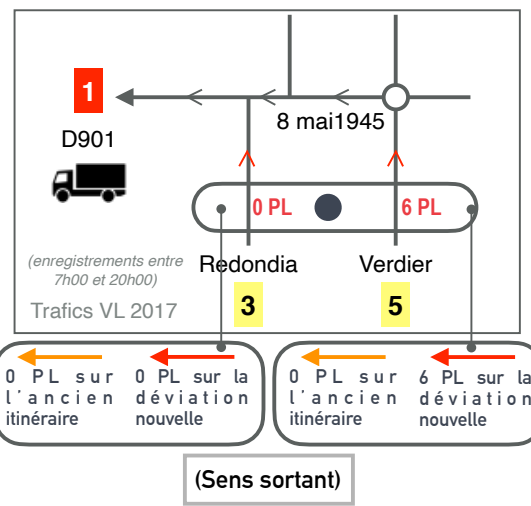 1
D901
8 mai1945
0 PL
6 PL
(enregistrements entre
7h00 et 20h00)
Redondia
Verdier
Trafics VL 2017
3
5
0 PL sur
l'ancien
itinéraire
0 PL sur la
déviation
nouvelle
0 PL sur
l'ancien
itinéraire
6 PL sur la
déviation
nouvelle
(Sens sortant)